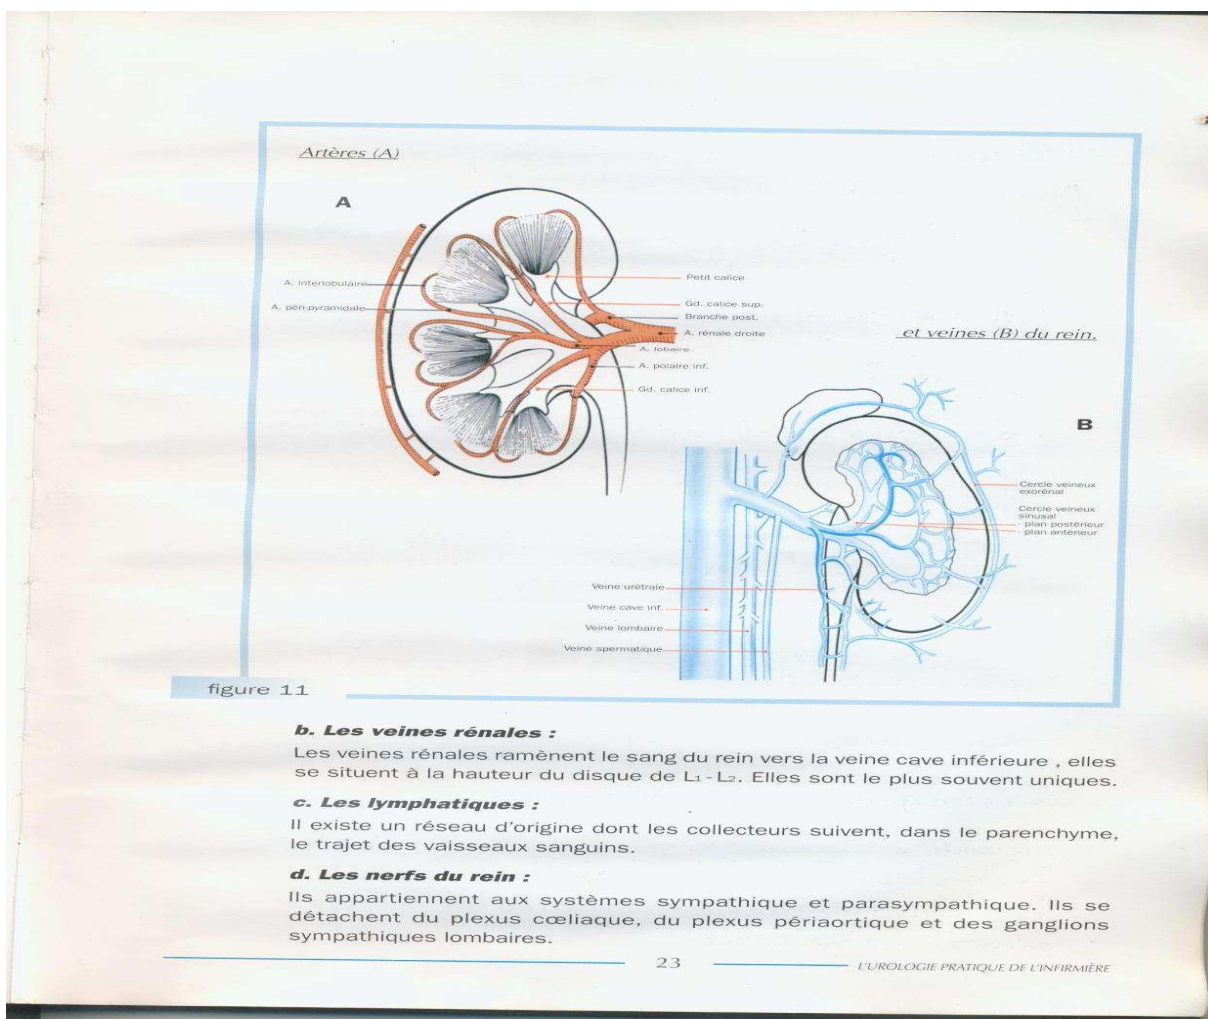 Artères (A)
A
A. interlobulaire
A. péri-pyramidale
Petit calice
Gd. calice sup.
Branche post.
A. rénale droite
A. lobaire
A. polaire inf.
Gd. calice inf.
et veines (B) du rein.
B
Cercle veineux
exorénal
Cercle veineux
sinusal
- plan postérieur
- plan antérieur
Veine urétrale
Veine cave inf.
Veine lombaire
Veine spermatique
figure 11
b. Les veines rénales :
Les veines rénales ramènent le sang du rein vers la veine cave inférieure , elles
se situent à la hauteur du disque de L1 - L2. Elles sont le plus souvent uniques.
c. Les lymphatiques :
Il existe un réseau d'origine dont les collecteurs suivent, dans le parenchyme,
le trajet des vaisseaux sanguins.
d. Les nerfs du rein :
Ils appartiennent aux systèmes sympathique et parasympathique. Ils se
détachent du plexus cœliaque, du plexus périaortique et des ganglions
sympathiques lombaires.
23
L'UROLOGIE PRATIQUE DE L'INFIRMIÈRE